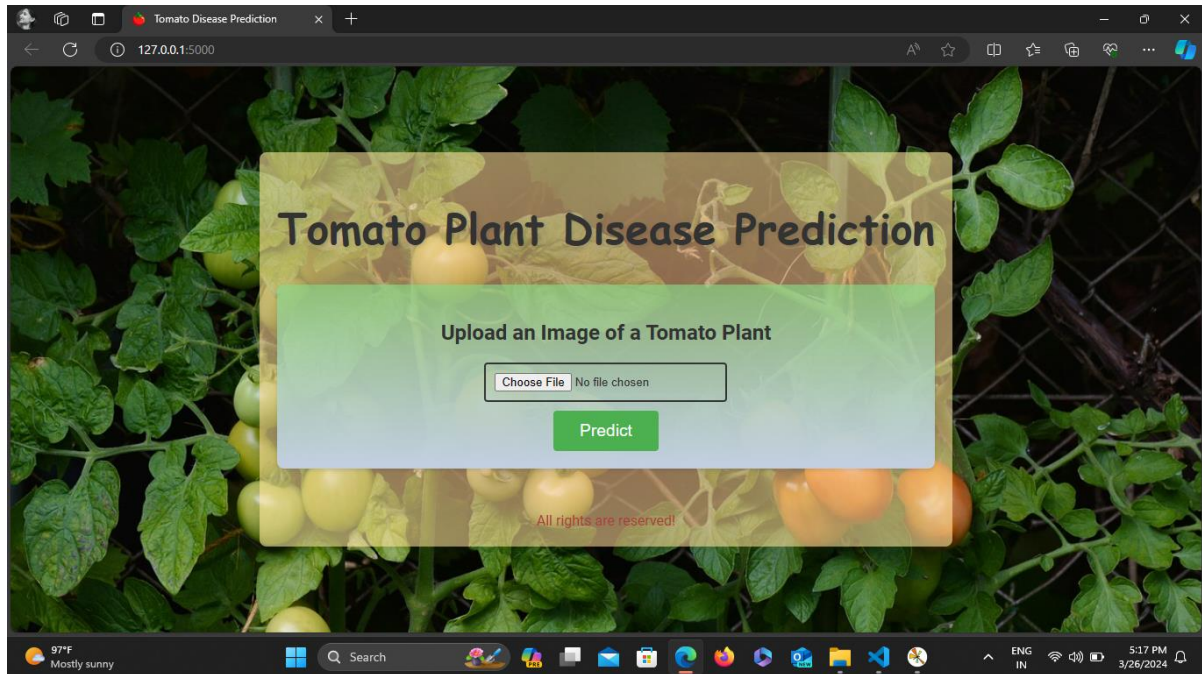 Tomato Disease Prediction
127.0.0.1:5000
Tomato Plant Disease Prediction
Upload an Image of a Tomato Plant
Choose File No file chosen
Predict
All rights are reserved!
97°F
Mostly sunny
Search
PRE
NEW
ENG
IN
5:17 PM
3/26/2024